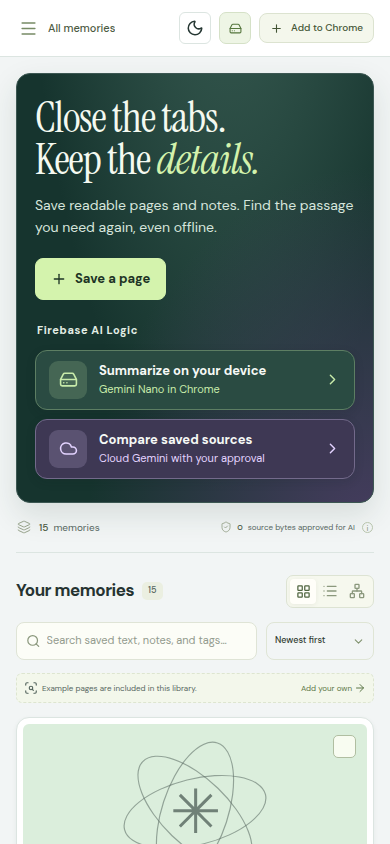 All memories
Add to Chrome
Close the tabs.
Keep the details.
Save readable pages and notes. Find the passage
you need again, even offline.
Save a page
Firebase AI Logic
Summarize on your device
Gemini Nano in Chrome
Compare saved sources
Cloud Gemini with your approval
15 memories
0 source bytes approved for AI
Your memories 15
Search saved text, notes, and tags...
Newest first
Example pages are included in this library.
Add your own